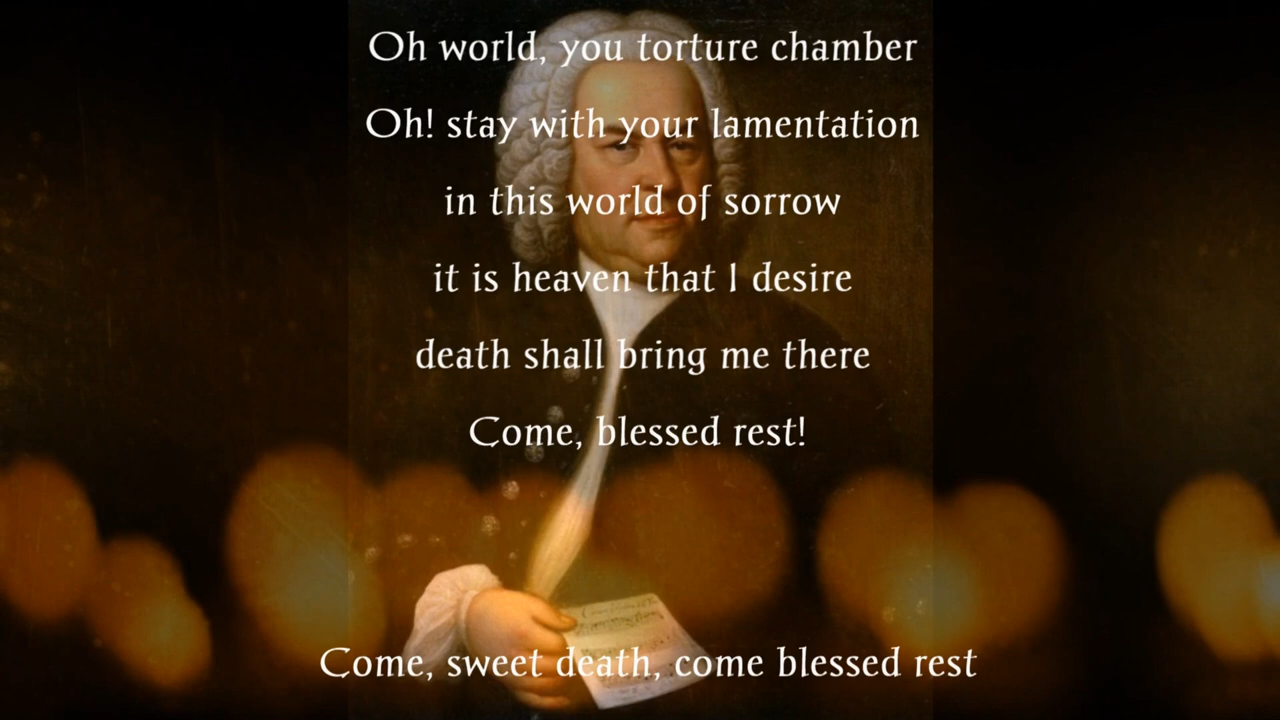 Oh world, you torture chamber
Oh! stay with your lamentation
in this world of sorrow
it is heaven that I desire
death shall bring me there
Come, blessed rest!
Come, sweet death, come blessed rest